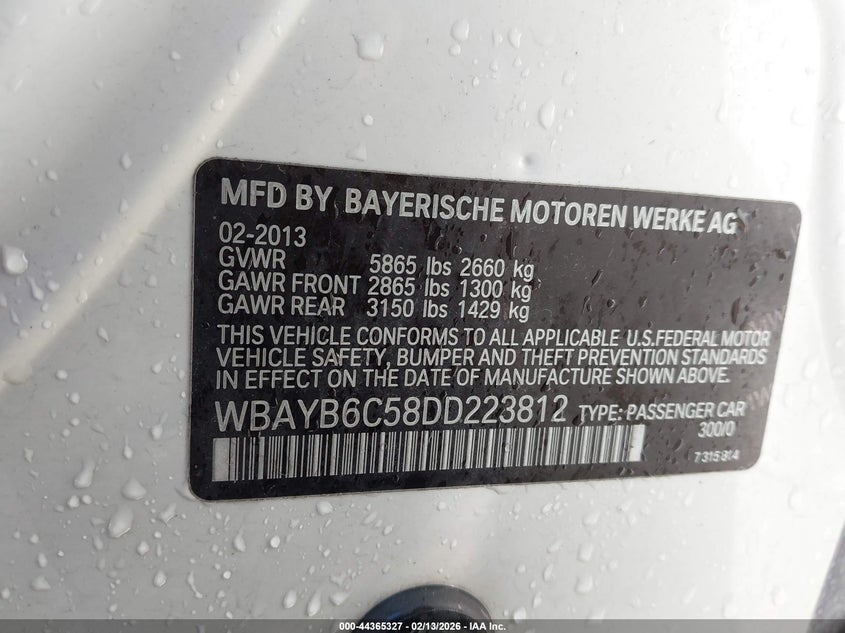 MFD BY BAYERISCHE MOTOREN WERKE AG
02-2013
GVWR 5865 lbs 2660 kg
GAWR FRONT 2865 lbs 1300 kg
GAWR REAR 3150 lbs 1429 kg
THIS VEHICLE CONFORMS TO ALL APPLICABLE U.S.FEDERAL MOTOR
VEHICLE SAFETY, BUMPER AND THEFT PREVENTION STANDARDS
IN EFFECT ON THE DATE OF MANUFACTURE SHOWN ABOVE.
WBAYB6C58DD223812 TYPE: PASSENGER CAR
300/0
7315814
000-44365327 - 02/13/2026 - IAA Inc.